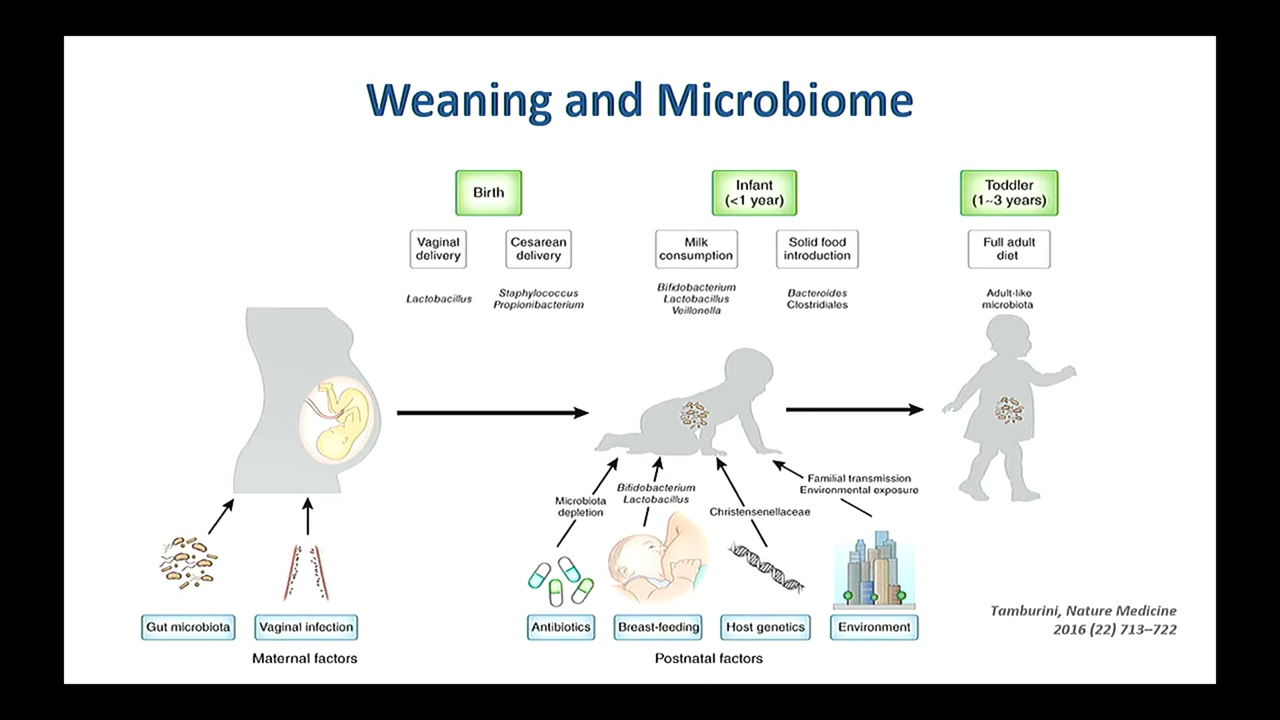 Weaning and Microbiome
Birth
Infant
(<1 year)
Toddler
(1~3 years)
Vaginal
delivery
Cesarean
delivery
Milk
consumption
Solid food
introduction
Full adult
diet
Lactobacillus
Staphylococcus
Propionibacterium
Bifidobacterium
Lactobacillus
Veillonella
Bacteroides
Clostridiales
Adult-like
microbiota
Microbiota
depletion
Bifidobacterium
Lactobacillus
Christensenellaceae
Familial transmission
Environmental exposure
Gut microbiota
Vaginal infection
Antibiotics
Breast-feeding
Host genetics
Environment
Maternal factors
Postnatal factors
Tamburini, Nature Medicine
2016 (22) 713–722